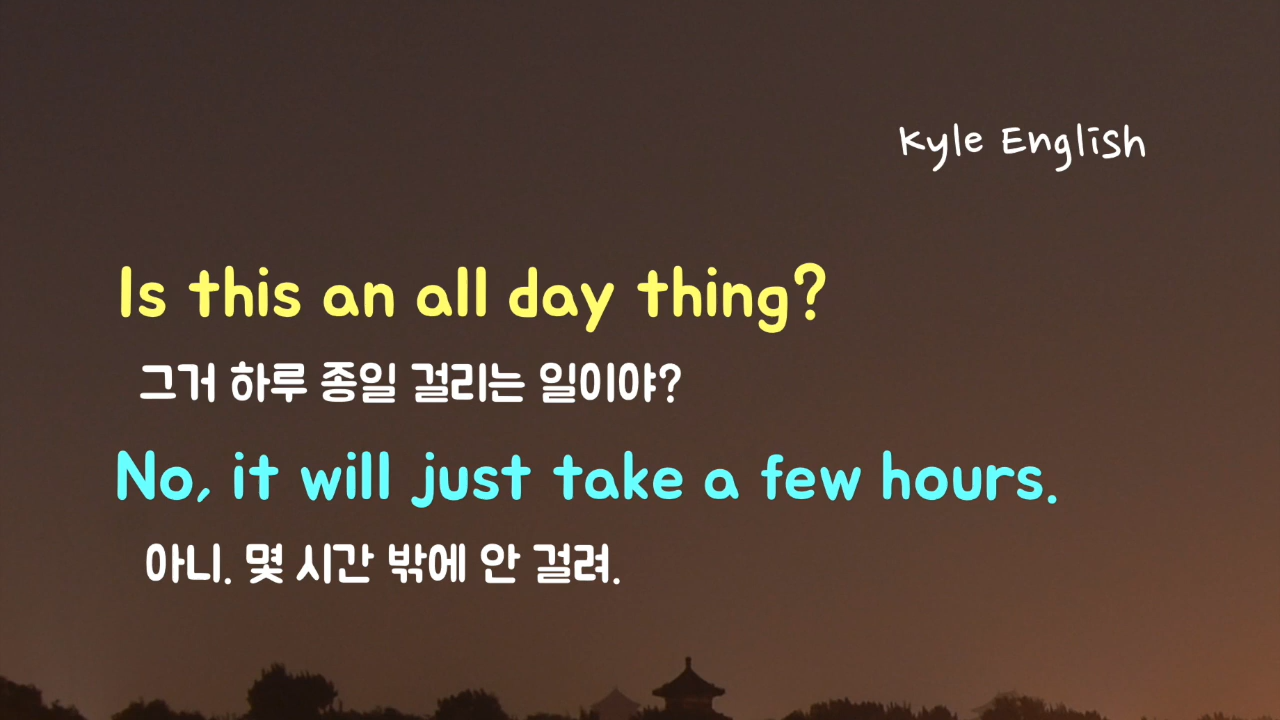 Kyle English
Is this an all day thing?
그거 하루 종일 걸리는 일이야?
No, it will just take a few hours.
아니. 몇 시간 밖에 안 걸려.